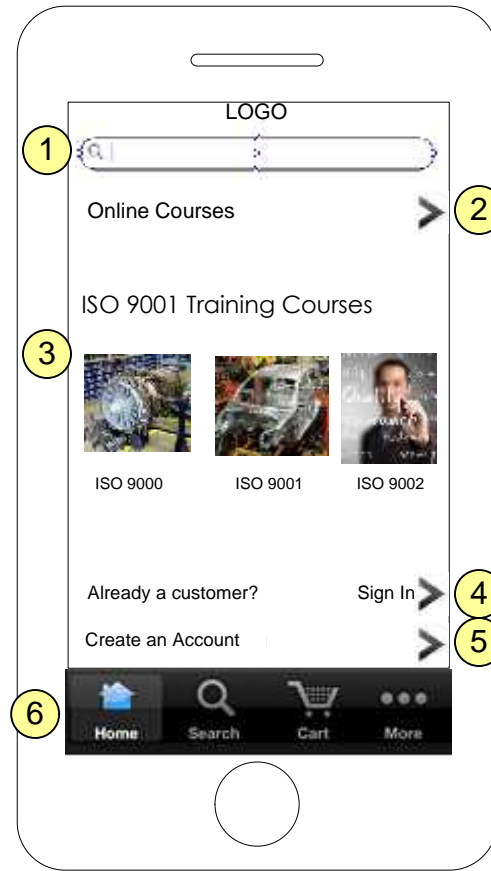 LOGO
1
Online Courses
2
ISO 9001 Training Courses
3
Quality
ISO 9000 ISO 9001 ISO 9002
Already a customer? Sign In
4
Create an Account
5
6
Home Search Cart More